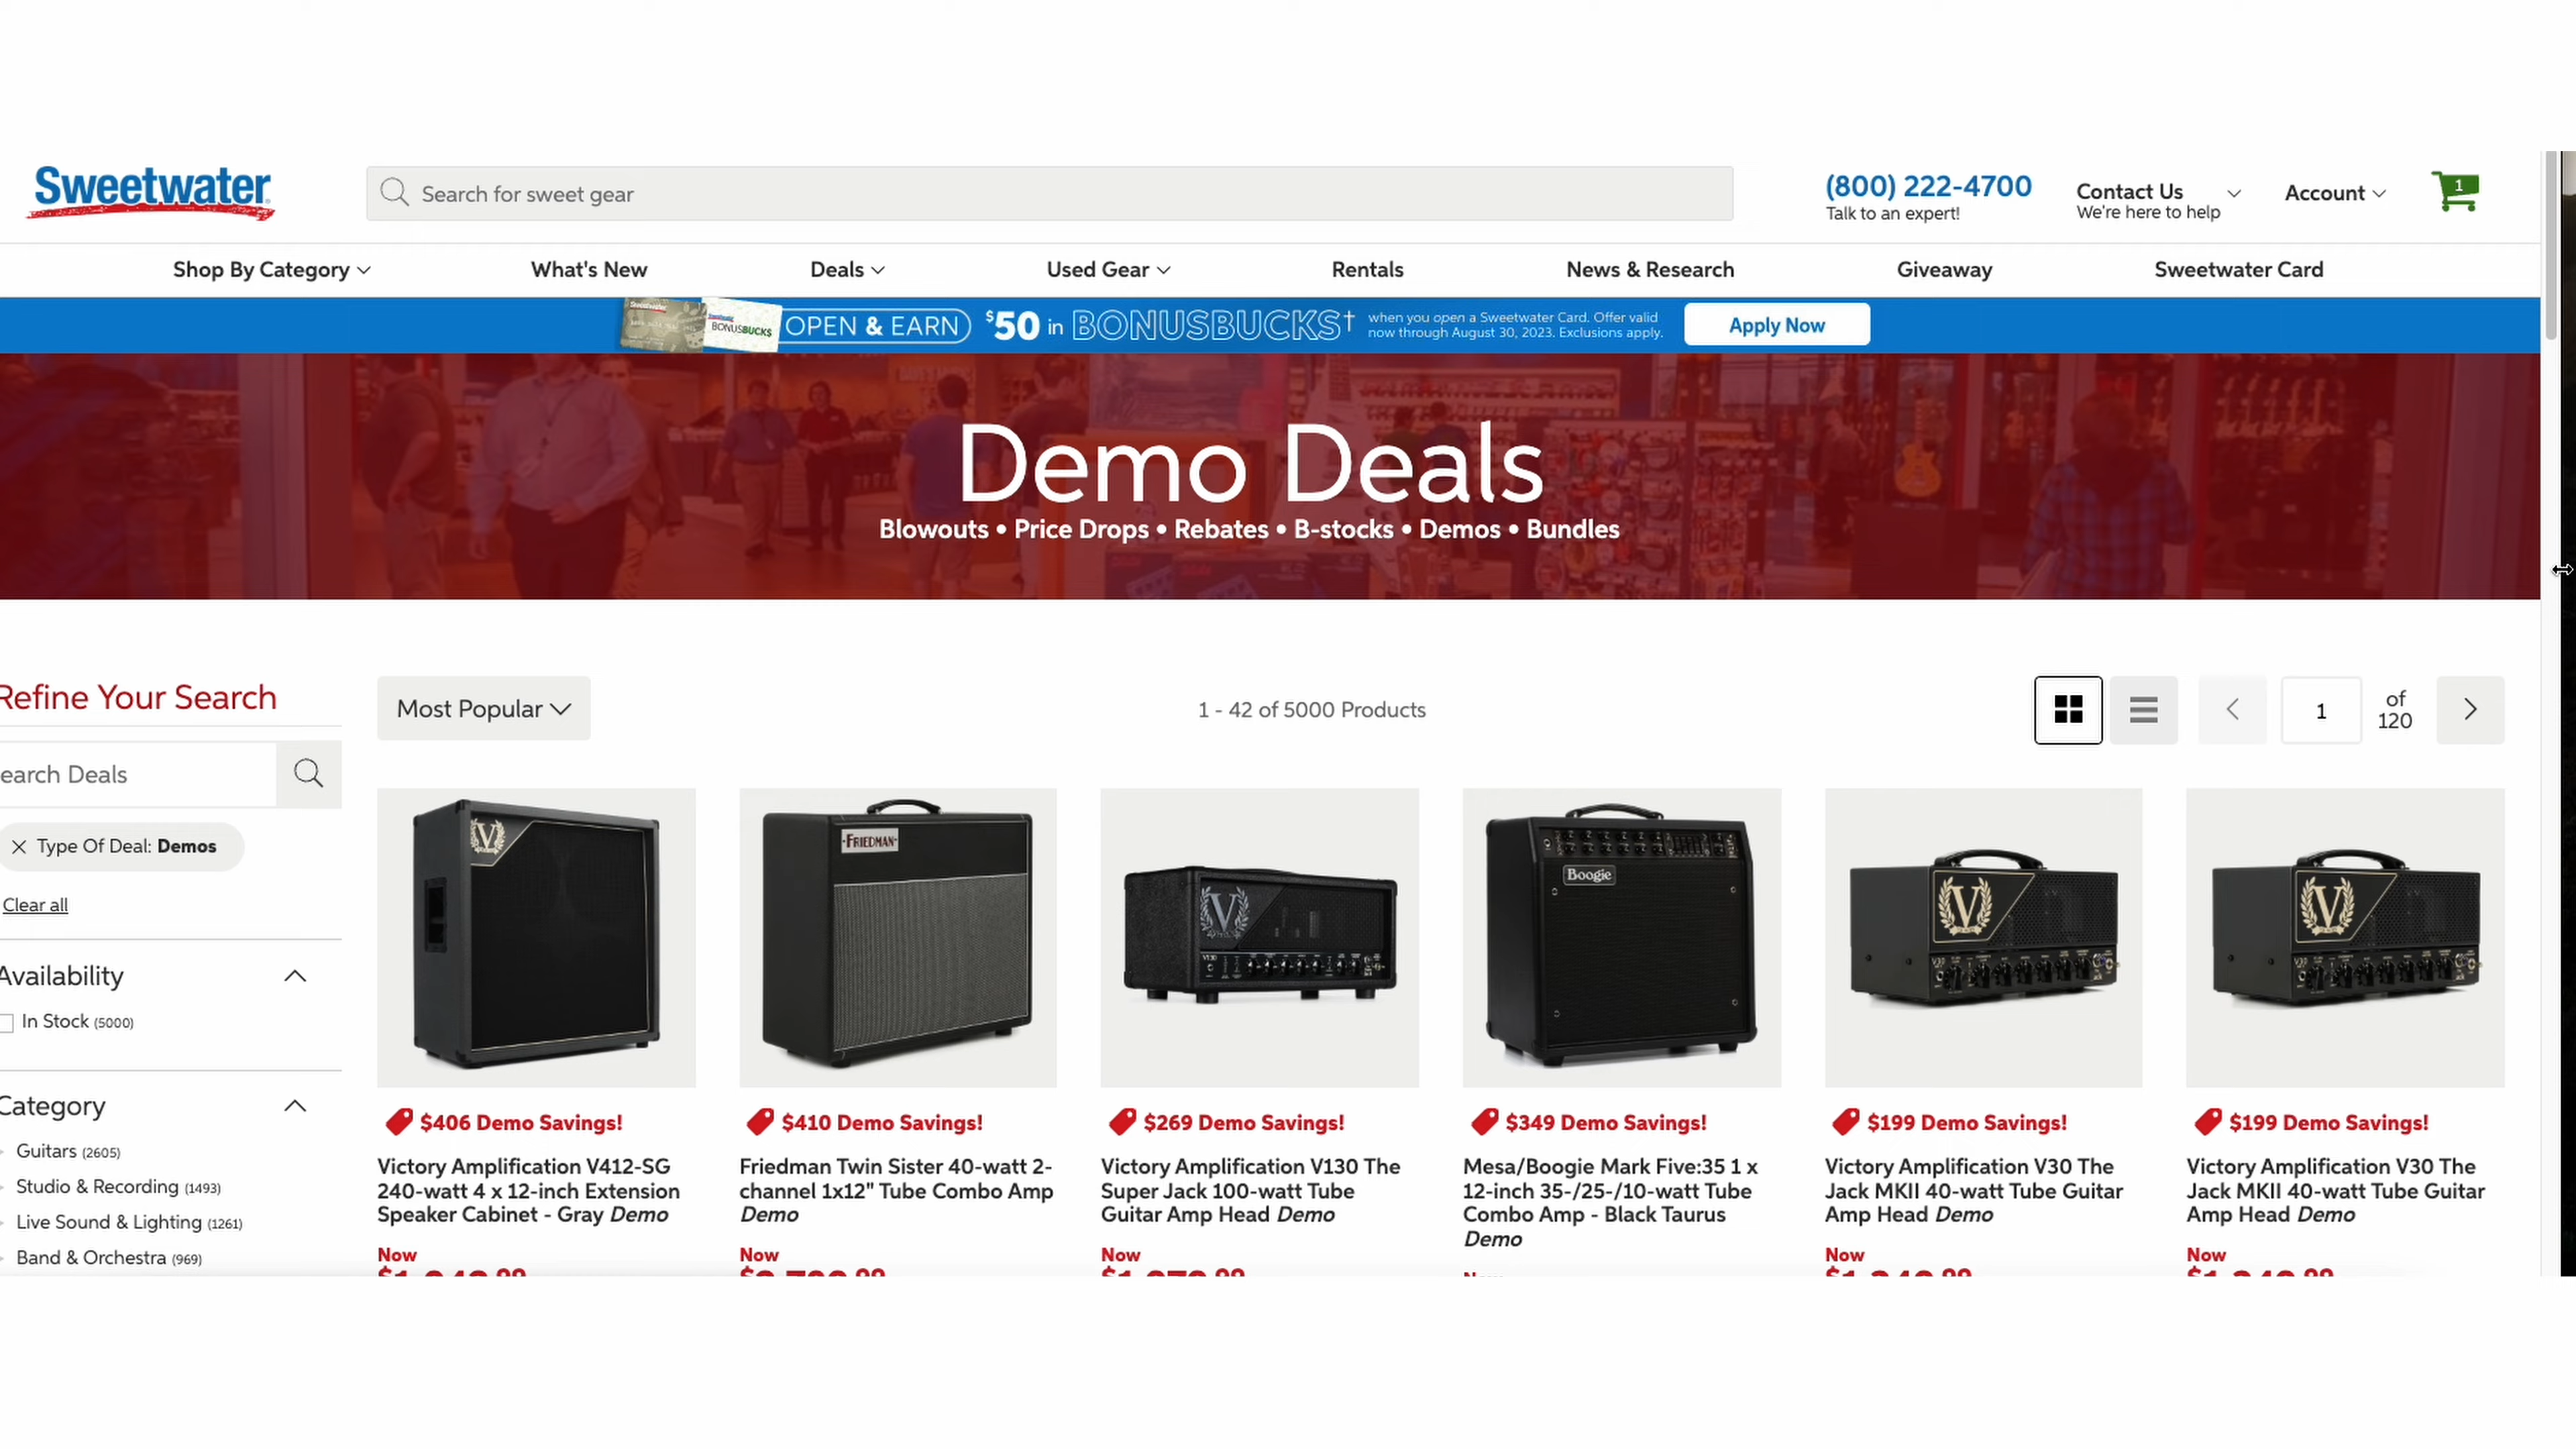 Sweetwater
Search for sweet gear
(800) 222-4700
Talk to an expert!
Contact Us
We're here to help
Account
1
Shop By Category
What's New
Deals
Used Gear
Rentals
News & Research
Giveaway
Sweetwater Card
BONUSBUCKS
OPEN & EARN
$50 in BONUSBUCKS†
when you open a Sweetwater Card. Offer valid
now through August 30, 2023. Exclusions apply.
Apply Now
Demo Deals
Blowouts • Price Drops • Rebates • B-stocks • Demos • Bundles
Refine Your Search
earch Deals
Type Of Deal: Demos
Clear all
Availability
In Stock (5000)
Category
Guitars (2605)
Studio & Recording (1493)
Live Sound & Lighting (1261)
Band & Orchestra (969)
Most Popular
1 - 42 of 5000 Products
1
of
120
V
$406 Demo Savings!
Victory Amplification V412-SG
240-watt 4 x 12-inch Extension
Speaker Cabinet - Gray Demo
Now
FRIEDMAN
$410 Demo Savings!
Friedman Twin Sister 40-watt 2-
channel 1x12" Tube Combo Amp
Demo
Now
V
V130
$269 Demo Savings!
Victory Amplification V130 The
Super Jack 100-watt Tube
Guitar Amp Head Demo
Now
Boogie
$349 Demo Savings!
Mesa/Boogie Mark Five:35 1 x
12-inch 35-/25-/10-watt Tube
Combo Amp - Black Taurus
Demo
V
V30
$199 Demo Savings!
Victory Amplification V30 The
Jack MKII 40-watt Tube Guitar
Amp Head Demo
Now
V
V30
$199 Demo Savings!
Victory Amplification V30 The
Jack MKII 40-watt Tube Guitar
Amp Head Demo
Now